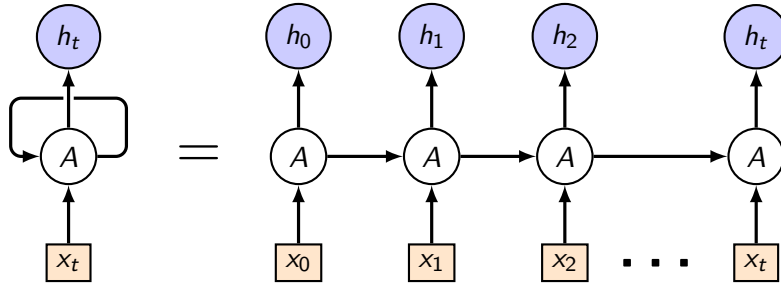 h_t h_0 h_1 h_2 h_t
A = A A A A
x_t x_0 x_1 x_2 ... x_t